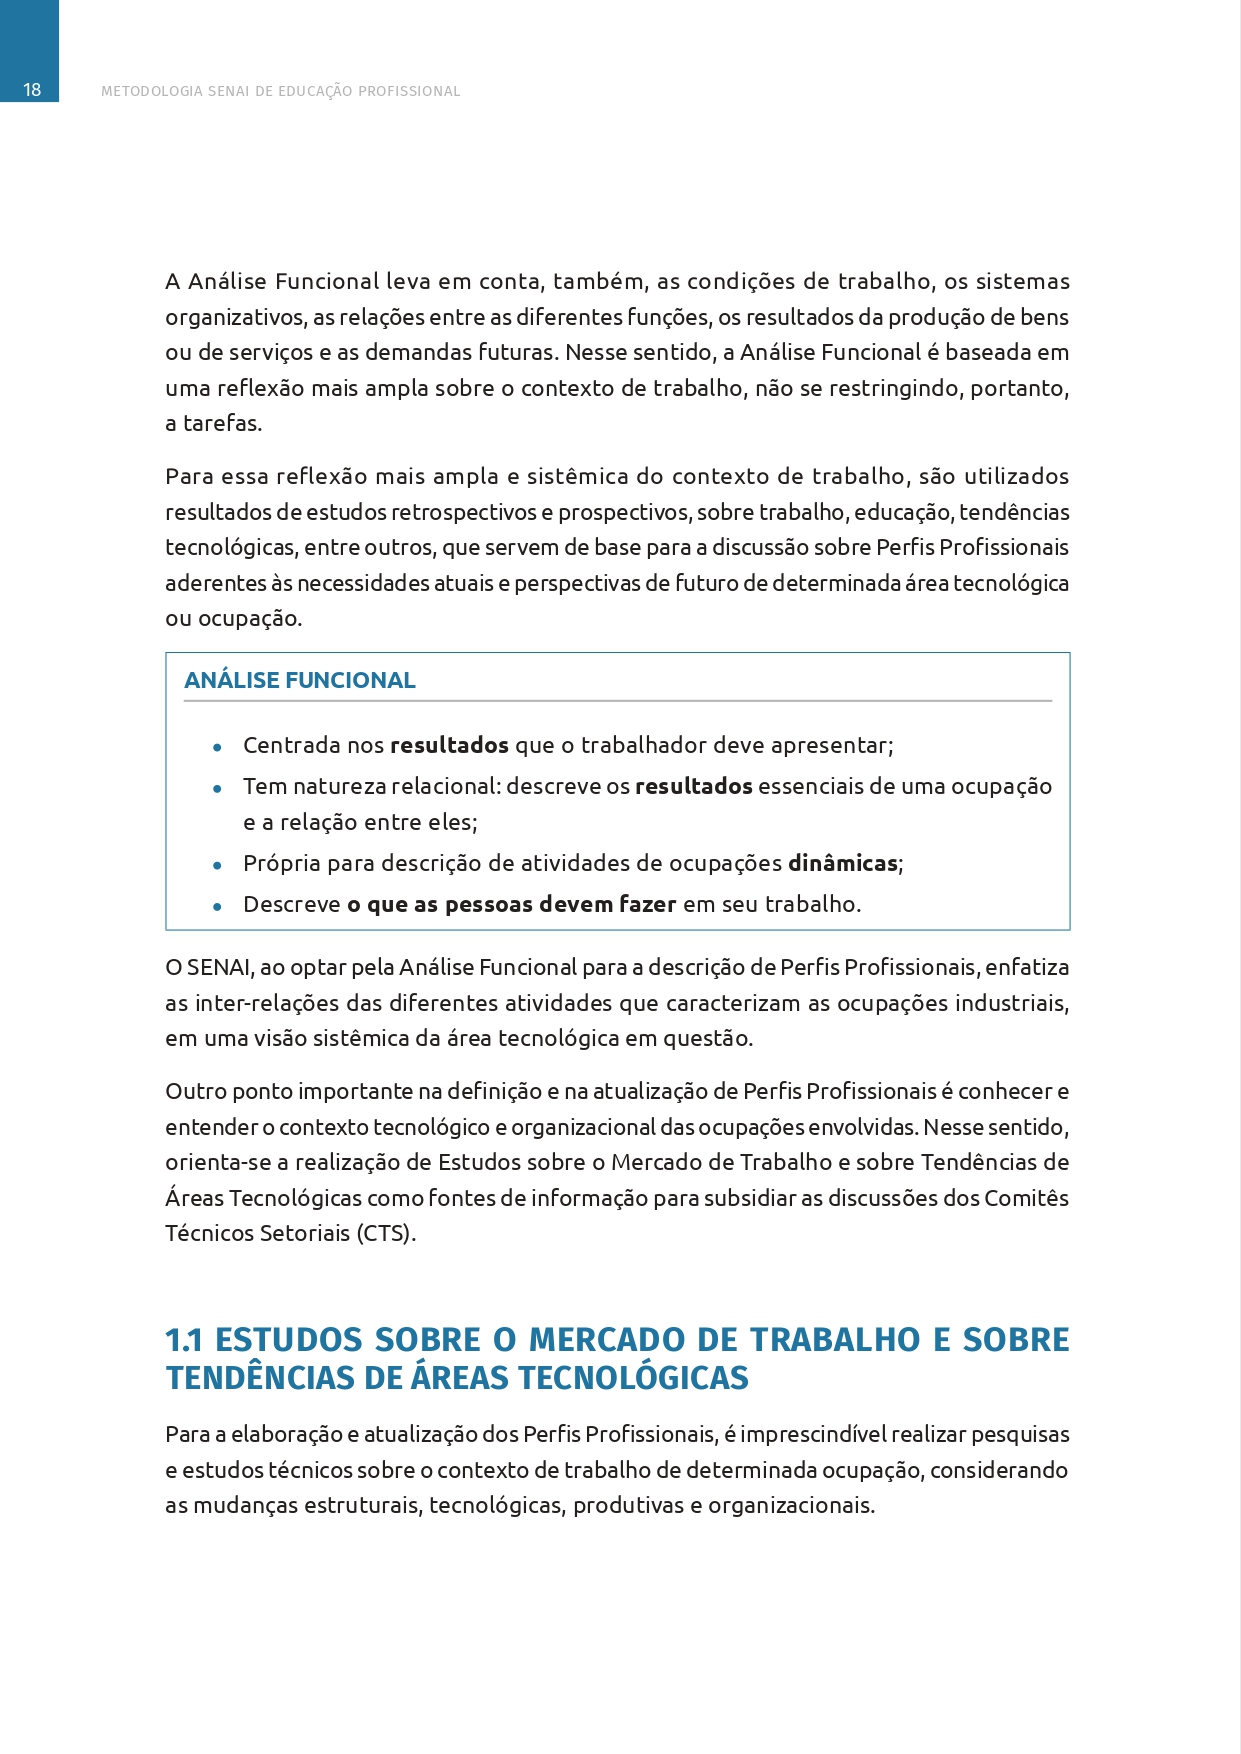 18
METODOLOGIA SENAI DE EDUCAÇÃO PROFISSIONAL
A Análise Funcional leva em conta, também, as condições de trabalho, os sistemas
organizativos, as relações entre as diferentes funções, os resultados da produção de bens
ou de serviços e as demandas futuras. Nesse sentido, a Análise Funcional é baseada em
uma reflexão mais ampla sobre o contexto de trabalho, não se restringindo, portanto,
a tarefas.
Para essa reflexão mais ampla e sistêmica do contexto de trabalho, são utilizados
resultados de estudos retrospectivos e prospectivos, sobre trabalho, educação, tendências
tecnológicas, entre outros, que servem de base para a discussão sobre Perfis Profissionais
aderentes às necessidades atuais e perspectivas de futuro de determinada área tecnológica
ou ocupação.
ANÁLISE FUNCIONAL
• Centrada nos resultados que o trabalhador deve apresentar;
• Tem natureza relacional: descreve os resultados essenciais de uma ocupação
e a relação entre eles;
• Própria para descrição de atividades de ocupações dinâmicas;
• Descreve o que as pessoas devem fazer em seu trabalho.
O SENAI, ao optar pela Análise Funcional para a descrição de Perfis Profissionais, enfatiza
as inter-relações das diferentes atividades que caracterizam as ocupações industriais,
em uma visão sistêmica da área tecnológica em questão.
Outro ponto importante na definição e na atualização de Perfis Profissionais é conhecer e
entender o contexto tecnológico e organizacional das ocupações envolvidas. Nesse sentido,
orienta-se a realização de Estudos sobre o Mercado de Trabalho e sobre Tendências de
Áreas Tecnológicas como fontes de informação para subsidiar as discussões dos Comitês
Técnicos Setoriais (CTS).
1.1 ESTUDOS SOBRE O MERCADO DE TRABALHO E SOBRE
TENDÊNCIAS DE ÁREAS TECNOLÓGICAS
Para a elaboração e atualização dos Perfis Profissionais, é imprescindível realizar pesquisas
e estudos técnicos sobre o contexto de trabalho de determinada ocupação, considerando
as mudanças estruturais, tecnológicas, produtivas e organizacionais.